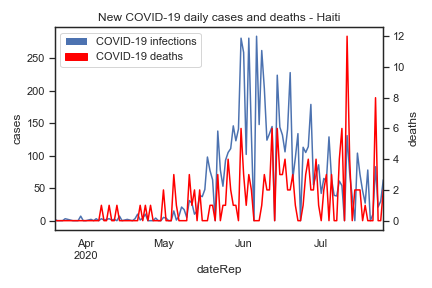 New COVID-19 daily cases and deaths - Haiti
COVID-19 infections
COVID-19 deaths
cases
250
200
150
100
50
0
deaths
12
10
8
6
4
2
0
Apr
2020
May
Jun
Jul
dateRep